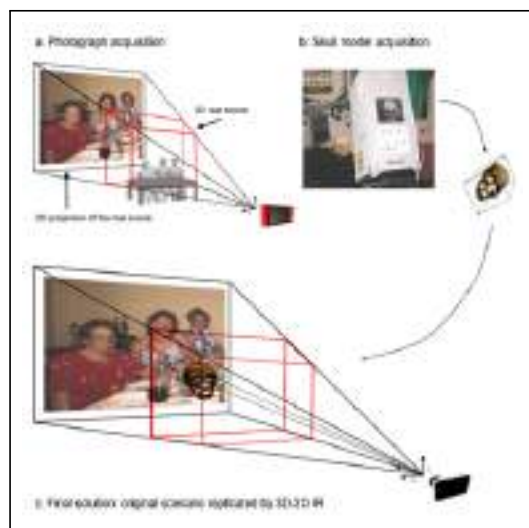 a. Photograph acquisition
b. Skull model acquisition
3D real scene
2D projection of the real scene
c. Final solution: original scenario replicated by 3D-2D IR